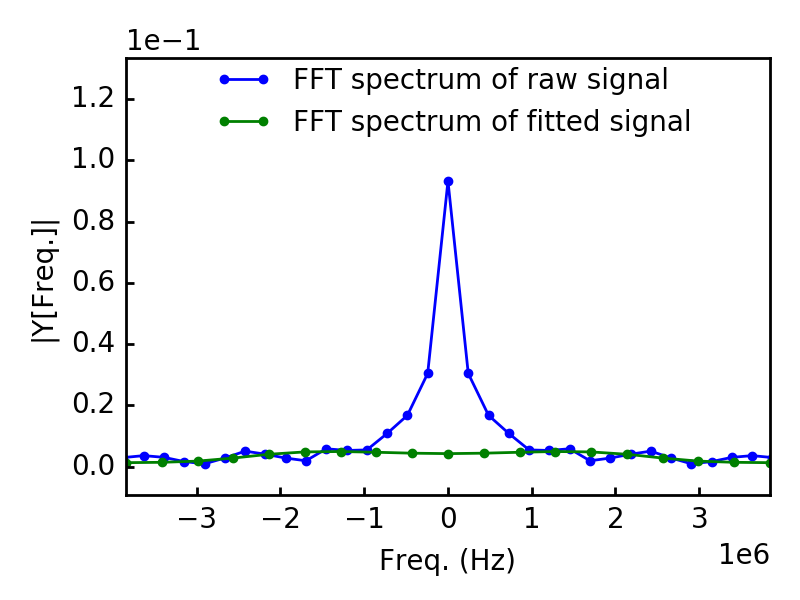 1e−1
FFT spectrum of raw signal
FFT spectrum of fitted signal
1.2
1.0
0.8
0.6
0.4
0.2
0.0
|Y[Freq.]|
−3 −2 −1 0 1 2 3
1e6
Freq. (Hz)